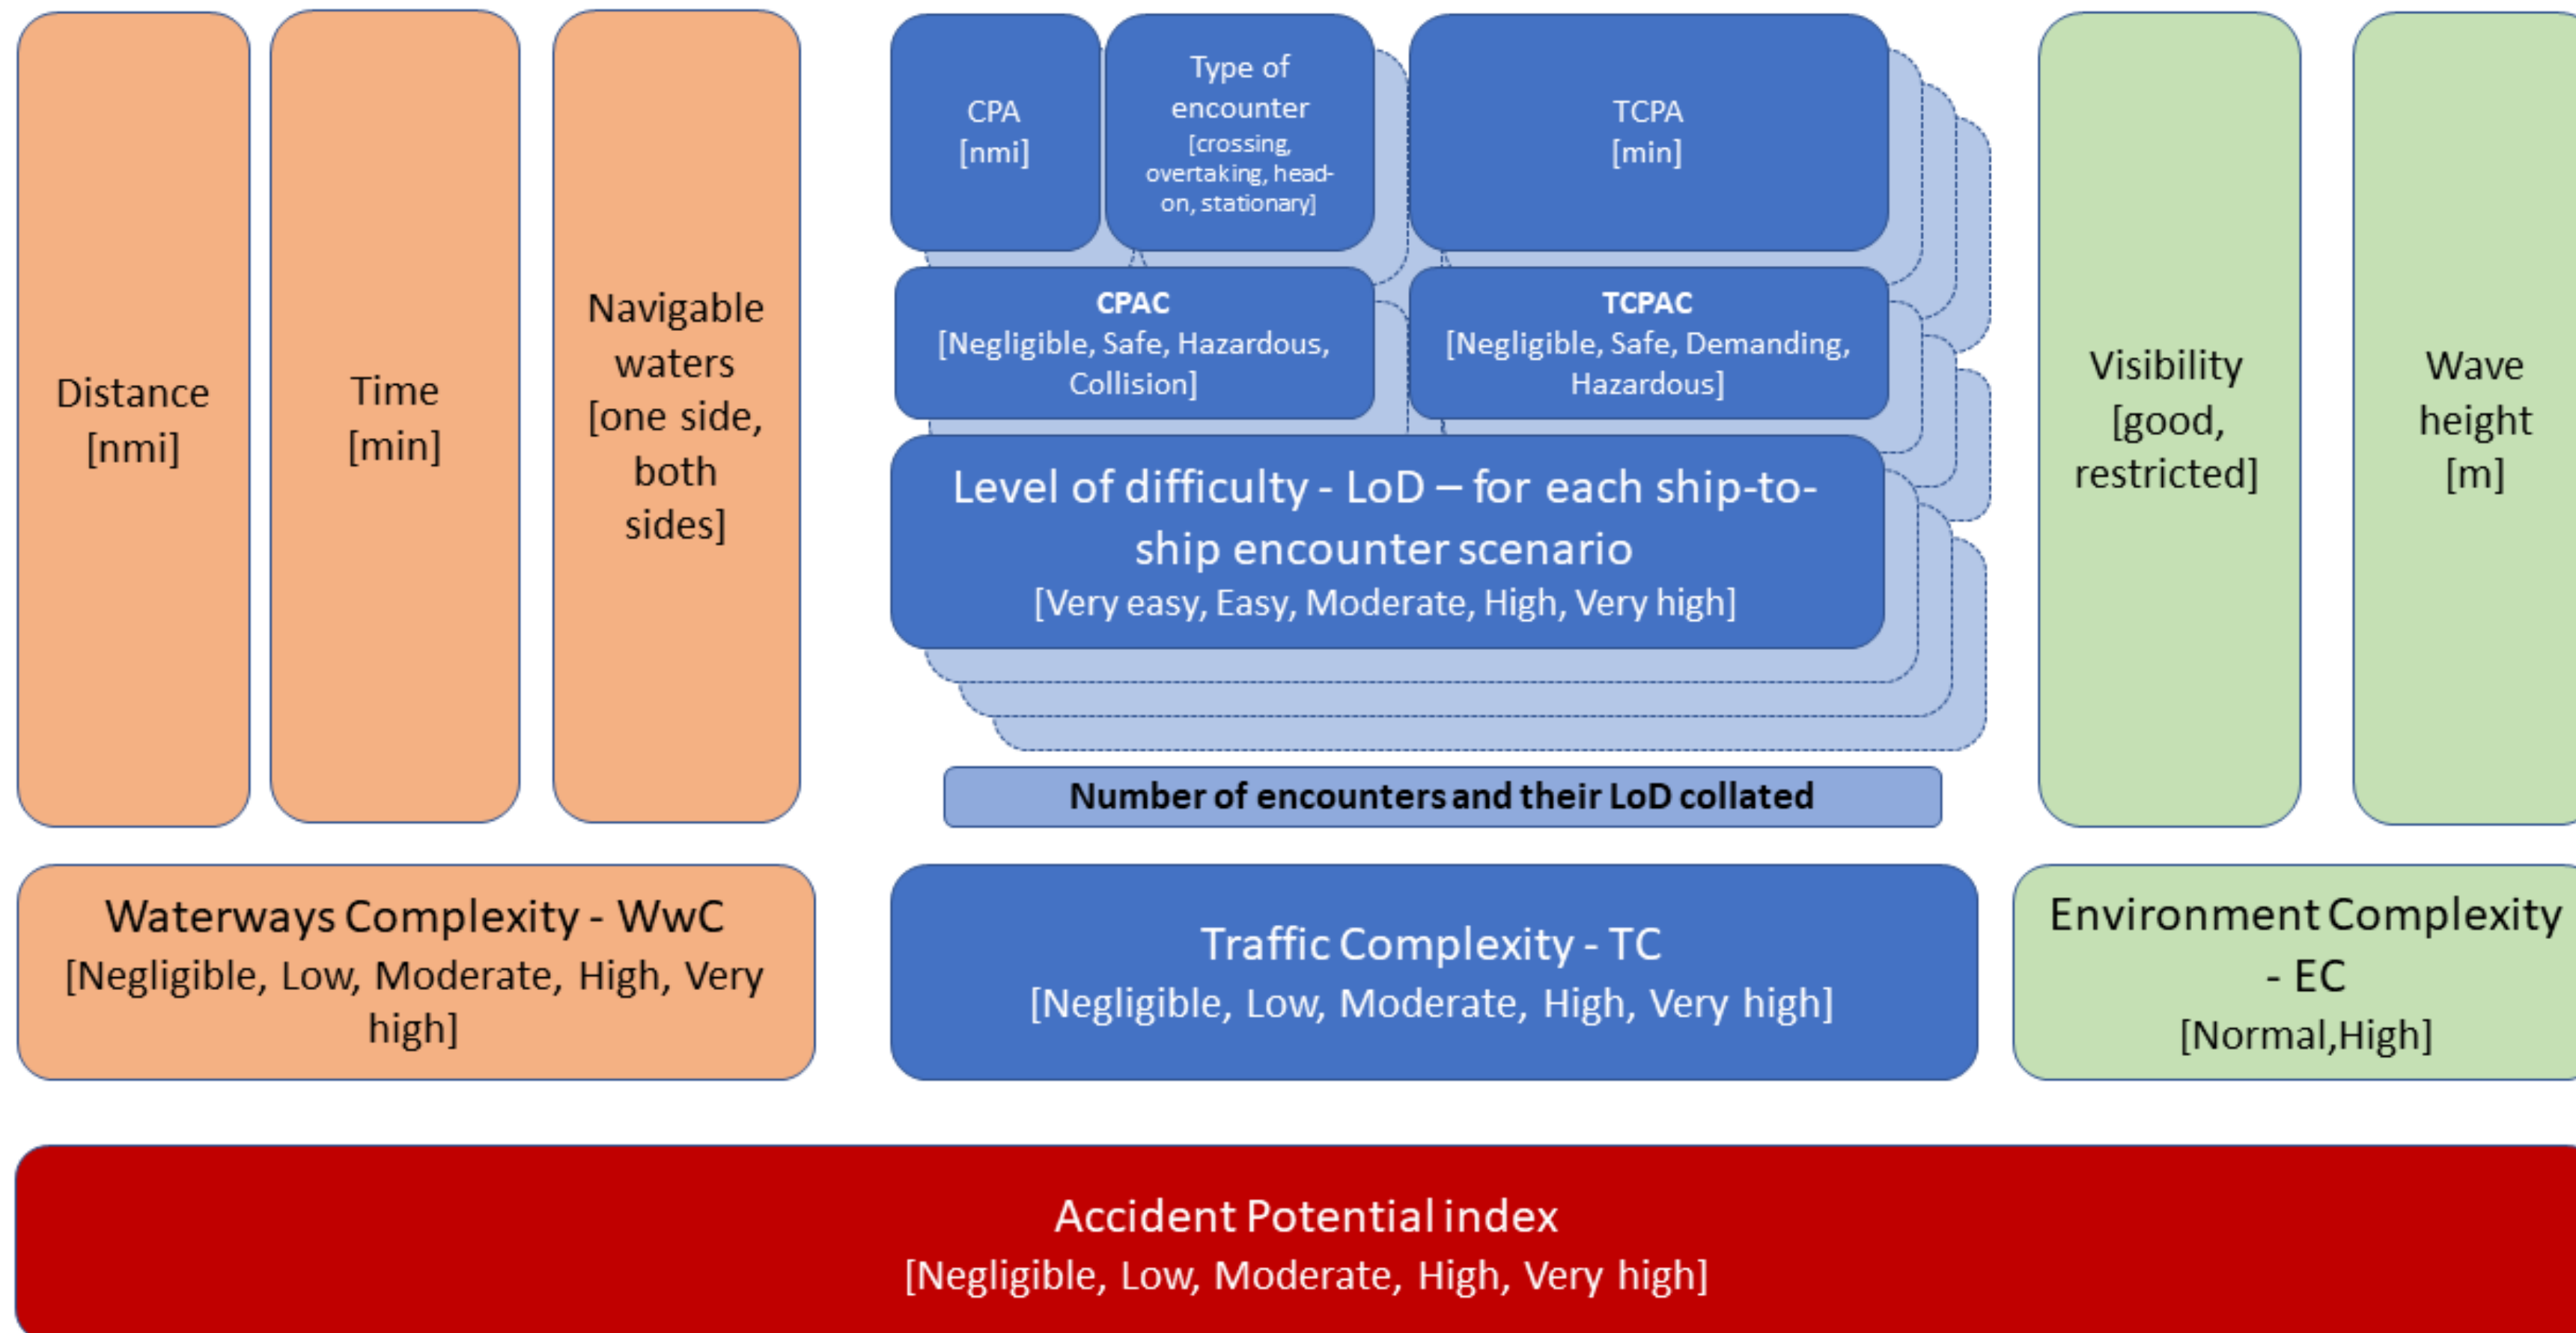 Distance
[nmi]
Time
[min]
Navigable
waters
[one side,
both
sides]
CPA
[nmi]
Type of
encounter
[crossing,
overtaking, head-
on, stationary]
TCPA
[min]
CPAC
[Negligible, Safe, Hazardous,
Collision]
TCPAC
[Negligible, Safe, Demanding,
Hazardous]
Level of difficulty - LoD – for each ship-to-
ship encounter scenario
[Very easy, Easy, Moderate, High, Very high]
Number of encounters and their LoD collated
Visibility
[good,
restricted]
Wave
height
[m]
Waterways Complexity - WwC
[Negligible, Low, Moderate, High, Very
high]
Traffic Complexity - TC
[Negligible, Low, Moderate, High, Very high]
Environment Complexity
- EC
[Normal,High]
Accident Potential index
[Negligible, Low, Moderate, High, Very high]